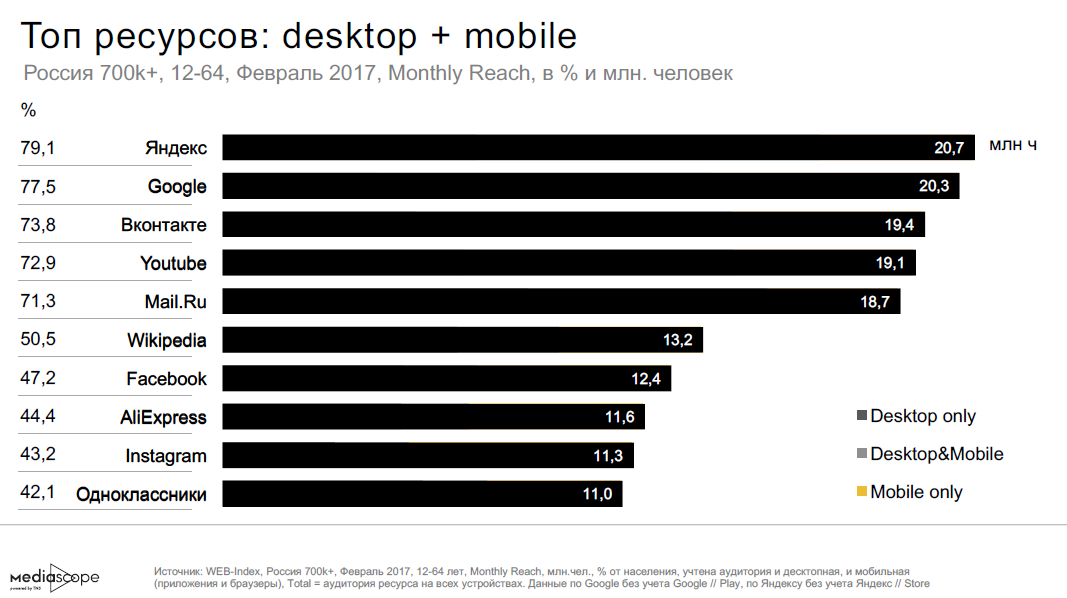 Топ ресурсов: desktop + mobile
Россия 700k+, 12-64, Февраль 2017, Monthly Reach, в % и млн. человек
%
79,1 Яндекс 20,7 млн ч
77,5 Google 20,3
73,8 Вконтакте 19,4
72,9 Youtube 19,1
71,3 Mail.Ru 18,7
50,5 Wikipedia 13,2
47,2 Facebook 12,4
44,4 AliExpress 11,6
43,2 Instagram 11,3
42,1 Одноклассники 11,0
Desktop only
Desktop&Mobile
Mobile only
mediascope
powered by TNS
Источник: WEB-Index, Россия 700k+, Февраль 2017, 12-64 лет, Monthly Reach, млн.чел., % от населения, учтена аудитория и десктопная, и мобильная
(приложения и браузеры), Total = аудитория ресурса на всех устройствах. Данные по Google без учета Google // Play, по Яндексу без учета Яндекс // Store